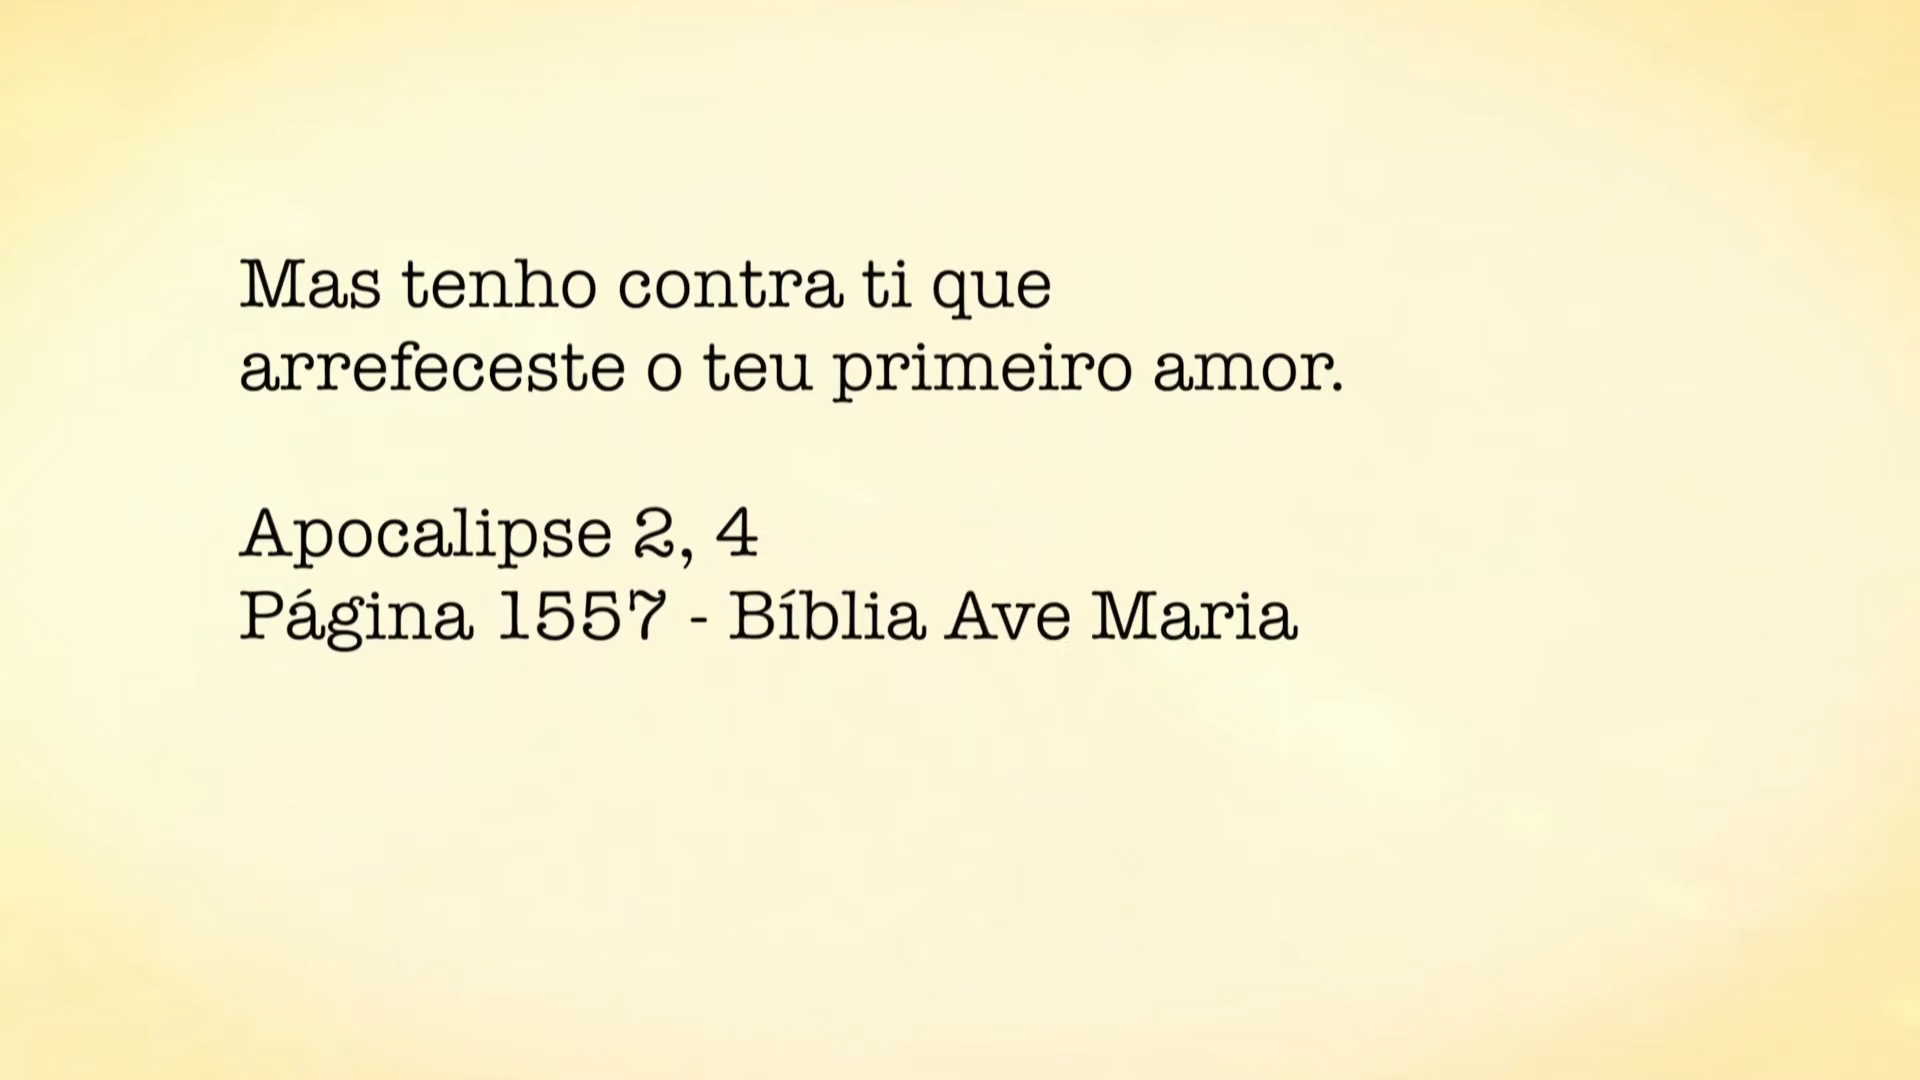 Mas tenho contra ti que
arrefeceste o teu primeiro amor.
Apocalipse 2, 4
Página 1557 - Bíblia Ave Maria